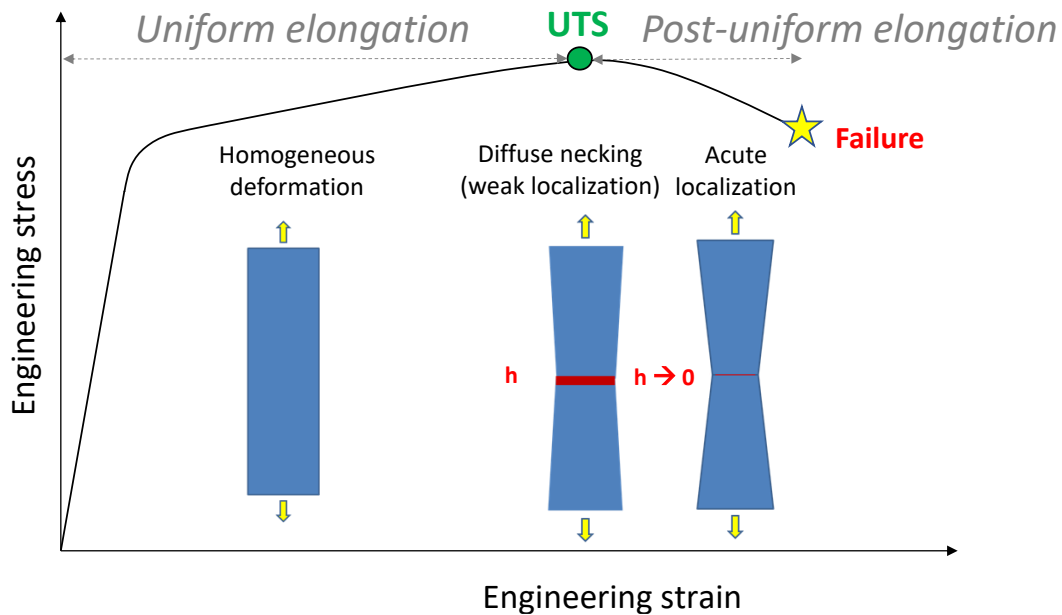 UTS
Uniform elongation
Post-uniform elongation
Failure
Homogeneous
deformation
Diffuse necking
(weak localization)
Acute
localization
h
h → 0
Engineering stress
Engineering strain